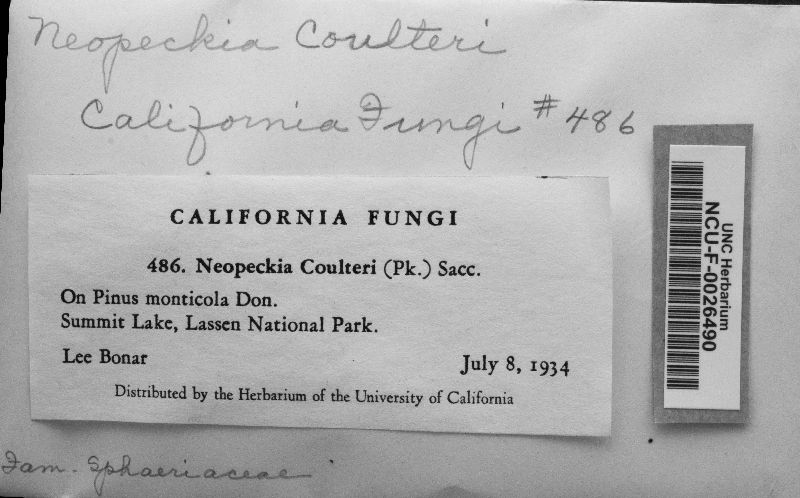 Neopeckia Coulteri
California Fungi #486
CALIFORNIA FUNGI
486. Neopeckia Coulteri (Pk.) Sacc.
On Pinus monticola Don.
Summit Lake, Lassen National Park.
Lee Bonar July 8, 1934
Distributed by the Herbarium of the University of California
UNC Herbarium
NCU-F-0026490
Fam. Sphaeriaceae